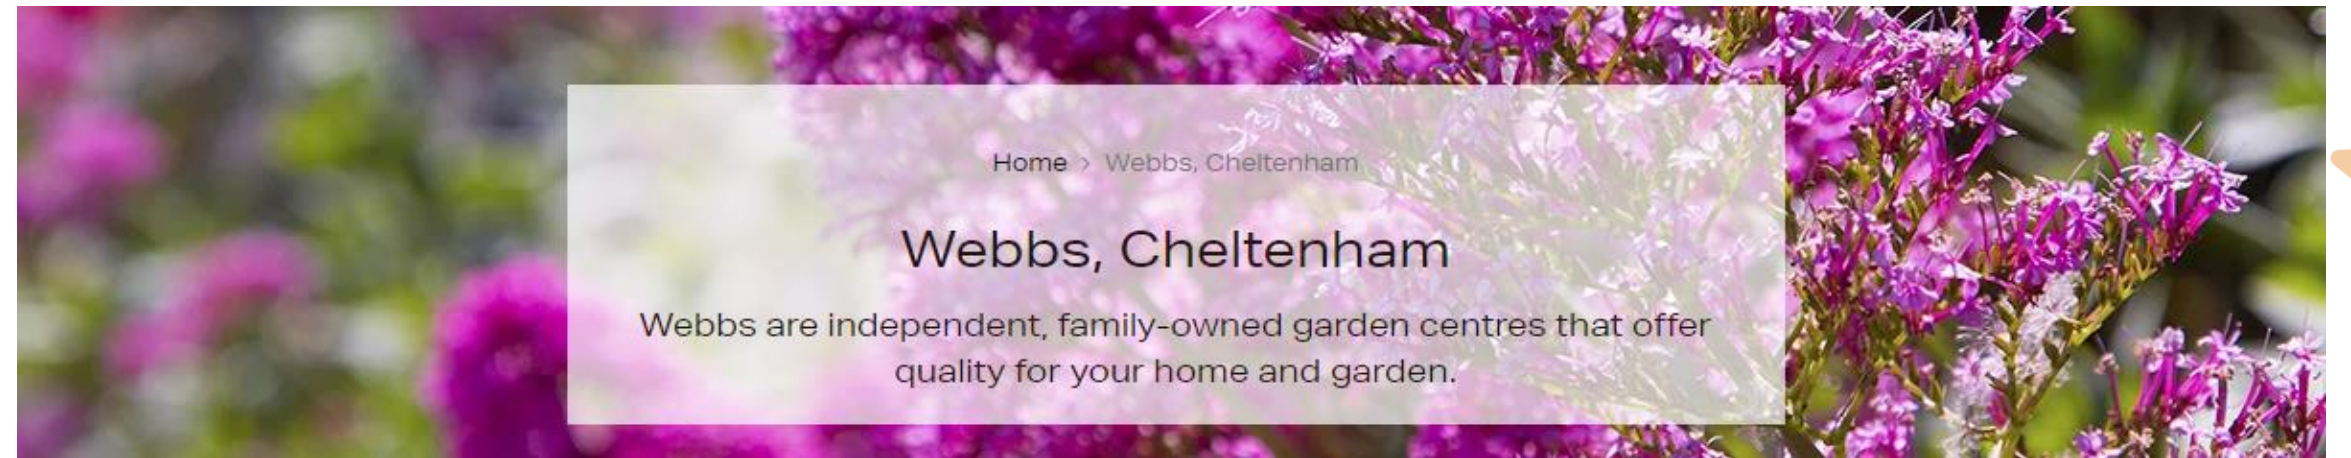 Home > Webbs, Cheltenham
Webbs, Cheltenham
Webbs are independent, family-owned garden centres that offer
quality for your home and garden.